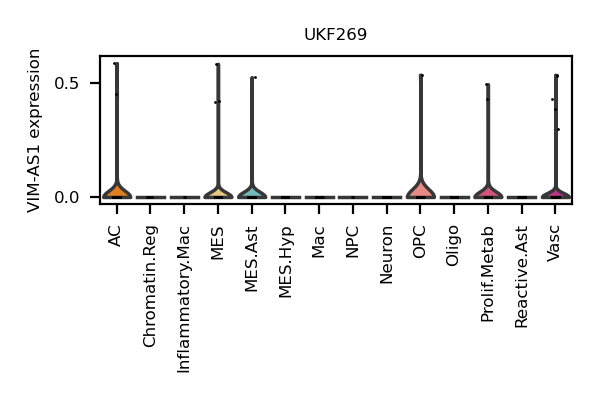 UKF269
VIM-AS1 expression
0.5
0.0
AC
Chromatin.Reg
Inflammatory.Mac
MES
MES.Ast
MES.Hyp
Mac
NPC
Neuron
OPC
Oligo
Prolif.Metab
Reactive.Ast
Vasc